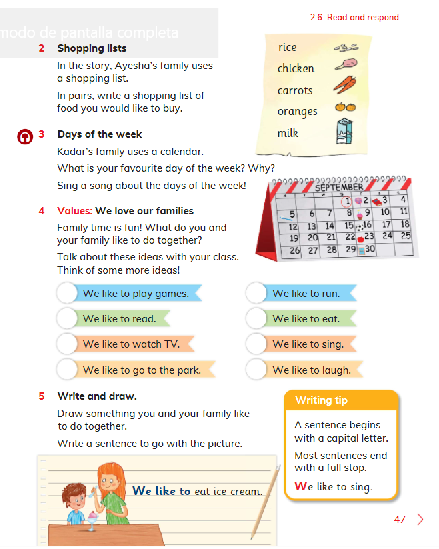 2.6 Read and respond
modo de pantalla completa
2 Shopping lists
In the story, Ayesha's family uses
a shopping list.
In pairs, write a shopping list of
food you would like to buy.
rice
chicken
carrots
oranges
milk
3 Days of the week
Kadar's family uses a calendar.
What is your favourite day of the week? Why?
Sing a song about the days of the week!
SEPTEMBER
1 2 3 4
5 6 7 8 9 10 11
12 13 14 15 16 17 18
19 20 21 22 23 24 25
26 27 28 29 30
4 Values: We love our families
Family time is fun! What do you and
your family like to do together?
Talk about these ideas with your class.
Think of some more ideas!
We like to play games.
We like to read.
We like to watch TV.
We like to go to the park.
We like to run.
We like to eat.
We like to sing.
We like to laugh.
5 Write and draw.
Draw something you and your family like
to do together.
Write a sentence to go with the picture.
We like to eat ice cream.
Writing tip
A sentence begins
with a capital letter.
Most sentences end
with a full stop.
We like to sing.
47